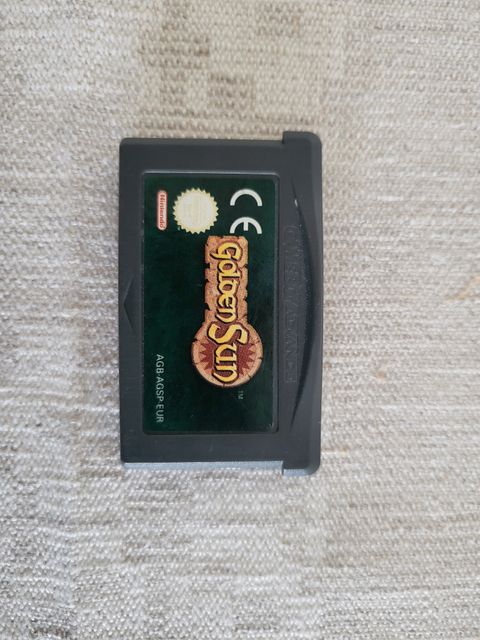 GAME BOY ADVANCE
CE
Nintendo
Golden Sun
TM
AGB-AGSP-EUR